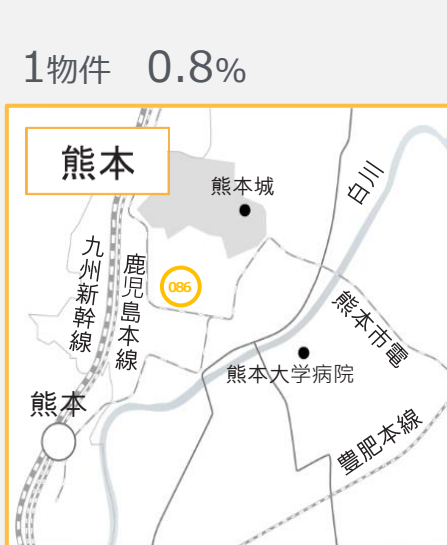 1物件 0.8%
熊本
熊本城
白川
九州新幹線
鹿児島本線
086
熊本市電
熊本大学病院
熊本
豊肥本線